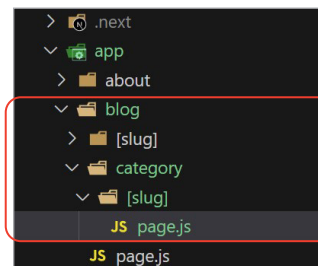 .next
app
about
blog
[slug]
category
[slug]
JS page.js
JS page.js